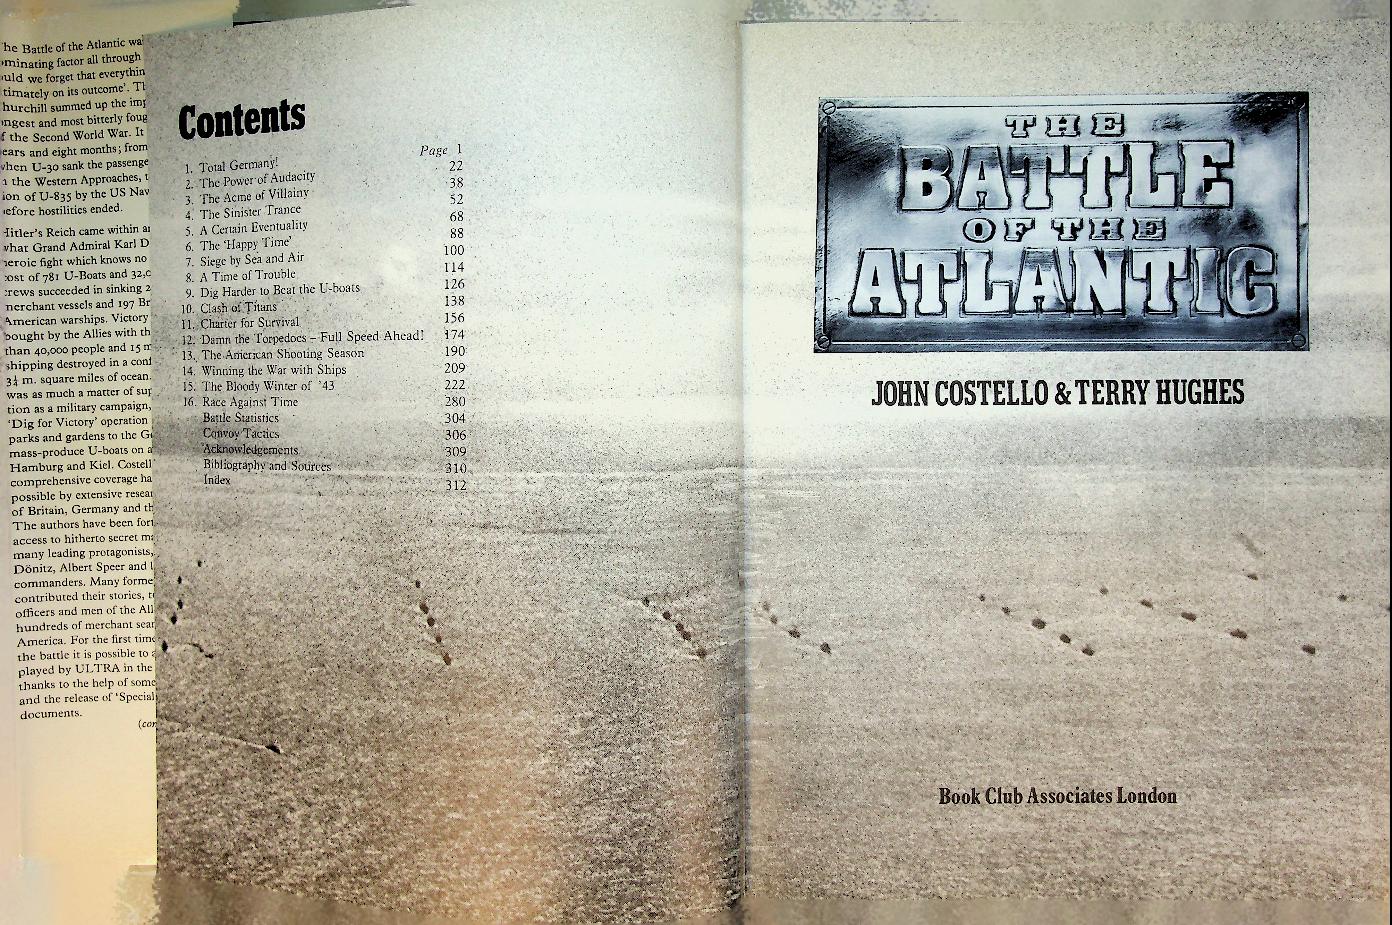 he Battle of the Atlantic wa
minating factor all through
uld we forget that everythin
timately on its outcome'. Tl
hurchill summed up the imp
ngest and most bitterly foug
f the Second World War. It
ears and eight months; from
when U-30 sank the passenge
n the Western Approaches, t
ion of U-835 by the US Nav
efore hostilities ended.
Hitler's Reich came within an
what Grand Admiral Karl D
heroic fight which knows no
cost of 781 U-Boats and 32,0
crews succeeded in sinking 2
merchant vessels and 197 Br
American warships. Victory
bought by the Allies with th
than 40,000 people and 15 m
shipping destroyed in a conf
3¼ m. square miles of ocean.
was as much a matter of sup
tion as a military campaign,
'Dig for Victory' operation
parks and gardens to the Ge
mass-produce U-boats on a
Hamburg and Kiel. Costell
comprehensive coverage ha
possible by extensive resear
of Britain, Germany and th
The authors have been fort
access to hitherto secret ma
many leading protagonists,
Dönitz, Albert Speer and l
commanders. Many forme
contributed their stories, t
officers and men of the All
hundreds of merchant sear
America. For the first time
the battle it is possible to a
played by ULTRA in the
thanks to the help of some
and the release of 'Special
documents.
(cor
Contents
Page 1
1. Total Germany! 22
2. The Power of Audacity 38
3. The Acme of Villainy 52
4. The Sinister Trance 68
5. A Certain Eventuality 88
6. The 'Happy Time' 100
7. Siege by Sea and Air 114
8. A Time of Trouble 126
9. Dig Harder to Beat the U-boats 138
10. Clash of Titans 156
11. Charter for Survival 174
12. Damn the Torpedoes – Full Speed Ahead! 190
13. The American Shooting Season 209
14. Winning the War with Ships 222
15. The Bloody Winter of '43 280
16. Race Against Time 304
Battle Statistics 306
Convoy Tactics 309
Acknowledgements 310
Bibliography and Sources 312
Index
THE
BATTLE
OF THE
ATLANTIC
JOHN COSTELLO & TERRY HUGHES
Book Club Associates London